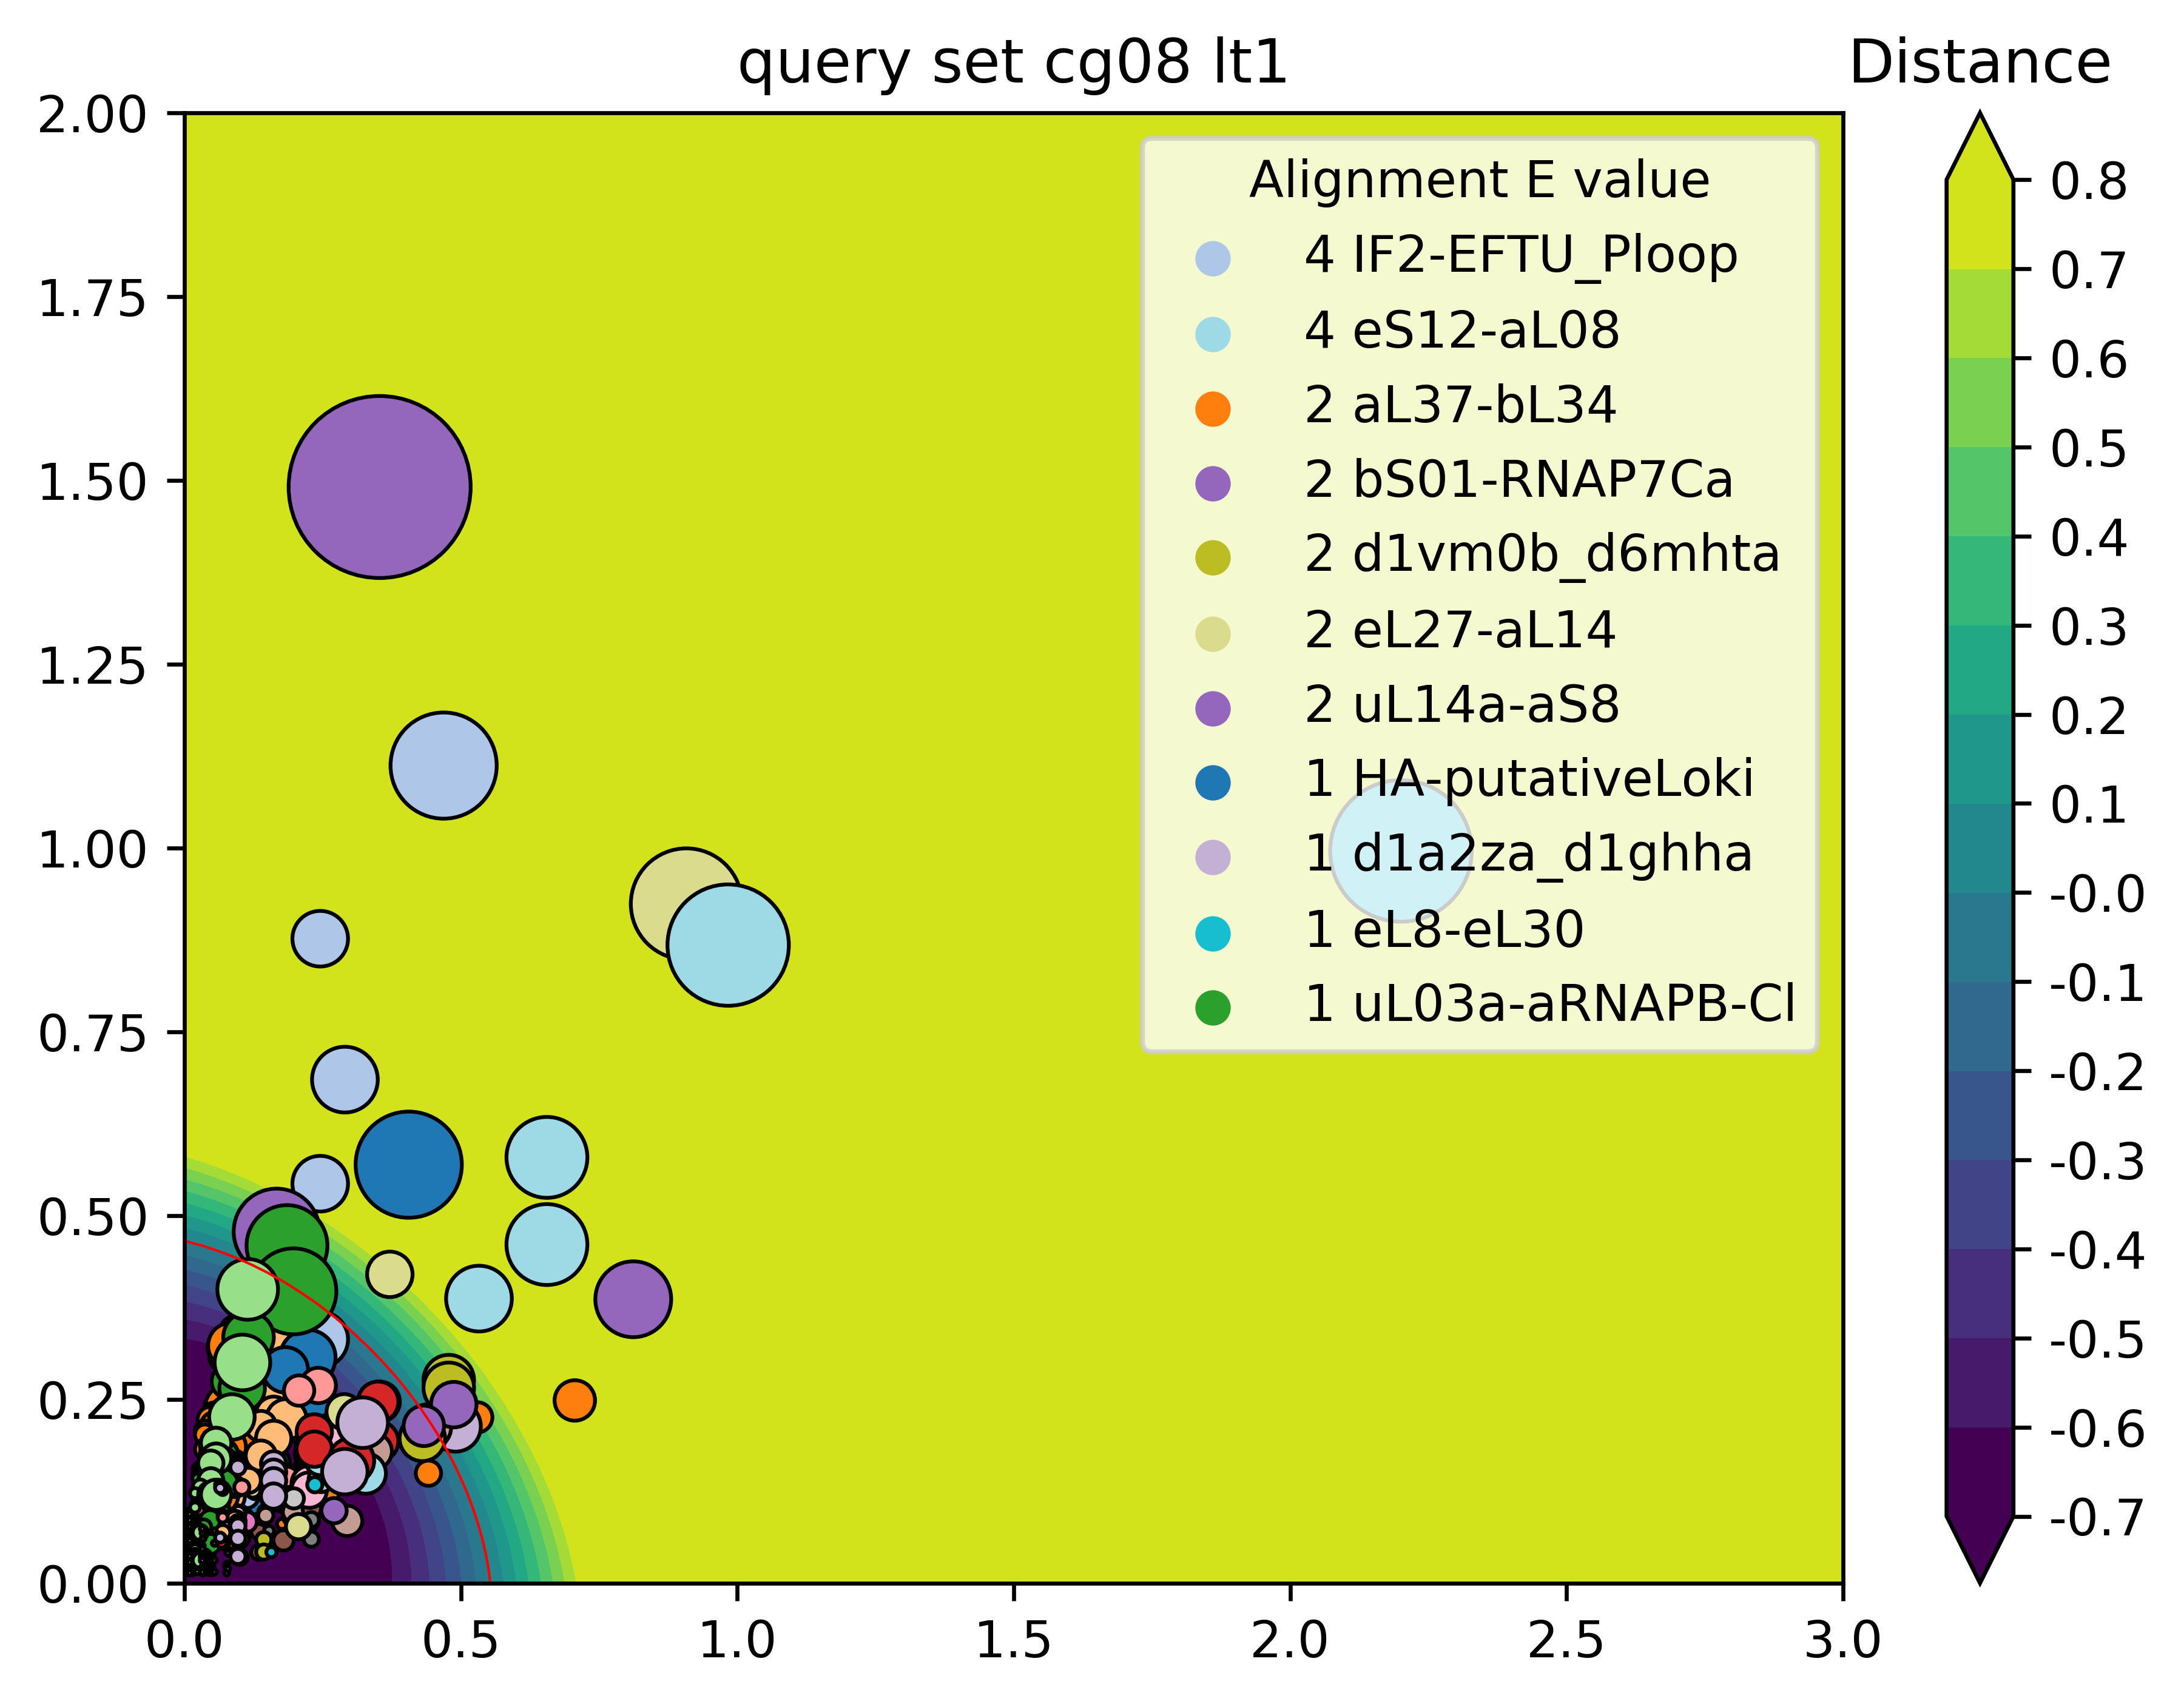 query set cg08 lt1
Distance
2.00
1.75
1.50
1.25
1.00
0.75
0.50
0.25
0.00
0.0
0.5
1.0
1.5
2.0
2.5
3.0
Alignment E value
4 IF2-EFTU_Ploop
4 eS12-aL08
2 aL37-bL34
2 bS01-RNAP7Ca
2 d1vm0b_d6mhta
2 eL27-aL14
2 uL14a-aS8
1 HA-putativeLoki
1 d1a2za_d1ghha
1 eL8-eL30
1 uL03a-aRNAPB-Cl
0.8
0.7
0.6
0.5
0.4
0.3
0.2
0.1
-0.0
-0.1
-0.2
-0.3
-0.4
-0.5
-0.6
-0.7